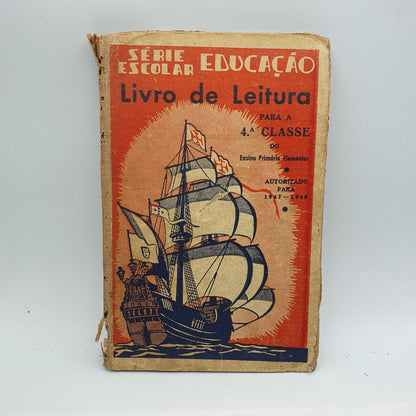 SÉRIE ESCOLAR EDUCAÇÃO
Livro de Leitura
PARA A
4.ª CLASSE
DO
Ensino Primário Elementar
AUTORIZADO
PARA
1947-1948